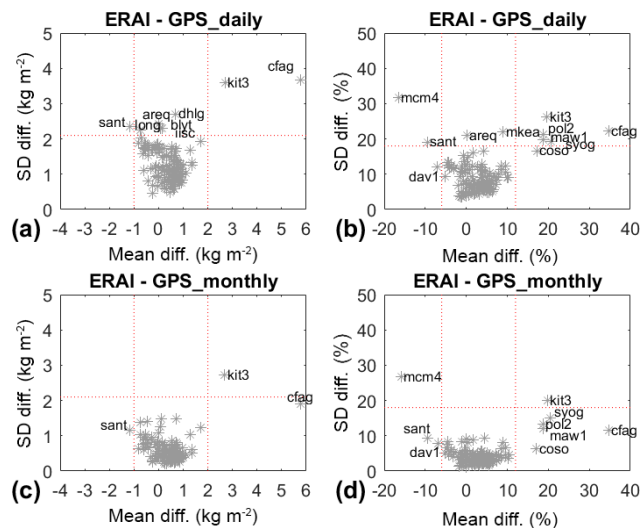 ERAI - GPS_daily
SD diff. (kg m-2)
6
5
4
3
2
1
0
cfag
kit3
areq
dhlg
sant
long
blyt
lisc
(a)
-4 -3 -2 -1 0 1 2 3 4 5 6
Mean diff. (kg m-2)
ERAI - GPS_daily
SD diff. (%)
50
40
30
20
10
0
mcm4
kit3
pol2
cfag
mkea
maw1
areq
sant
syog
coso
dav1
(b)
-20 -10 0 10 20 30 40
Mean diff. (%)
ERAI - GPS_monthly
SD diff. (kg m-2)
6
5
4
3
2
1
0
kit3
cfag
sant
(c)
-4 -3 -2 -1 0 1 2 3 4 5 6
Mean diff. (kg m-2)
ERAI - GPS_monthly
SD diff. (%)
50
40
30
20
10
0
mcm4
kit3
syog
pol2
cfag
sant
maw1
dav1
coso
(d)
-20 -10 0 10 20 30 40
Mean diff. (%)